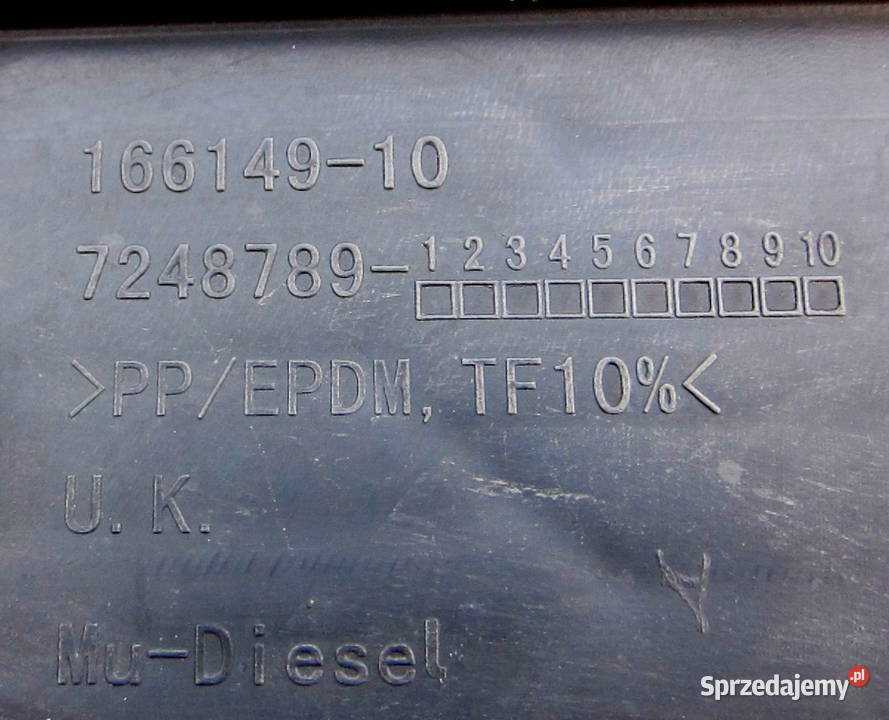 166149-10
7248789-1 2 3 4 5 6 7 8 9 10
>PP/EPDM, TF10%<
U. K.
Mu-Diesel
Sprzedajemy.pl